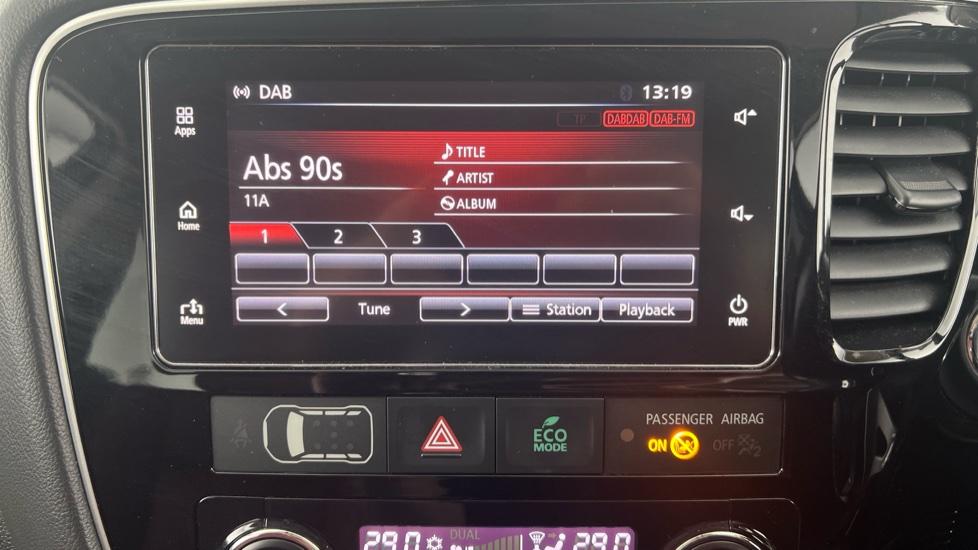 DAB 13:19
TP DABDAB DAB-FM
Apps
Abs 90s
TITLE
ARTIST
11A
ALBUM
Home
1 2 3
Menu
< Tune > Station Playback
PWR
PASSENGER AIRBAG
ECO
MODE
ON OFF 2
DUAL
29.0 29.0